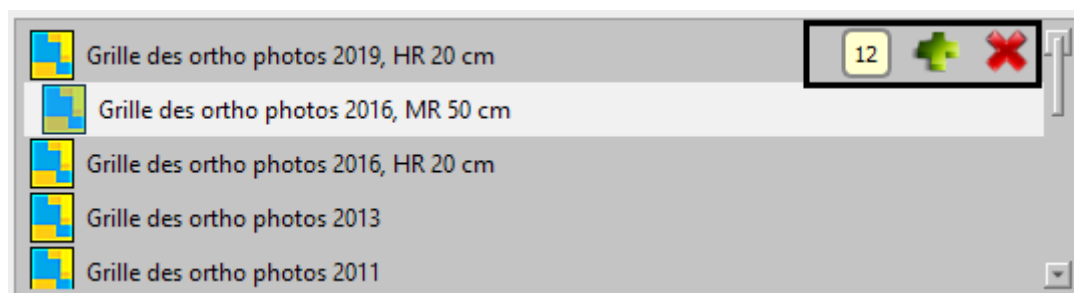 Grille des ortho photos 2019, HR 20 cm 12
Grille des ortho photos 2016, MR 50 cm
Grille des ortho photos 2016, HR 20 cm
Grille des ortho photos 2013
Grille des ortho photos 2011